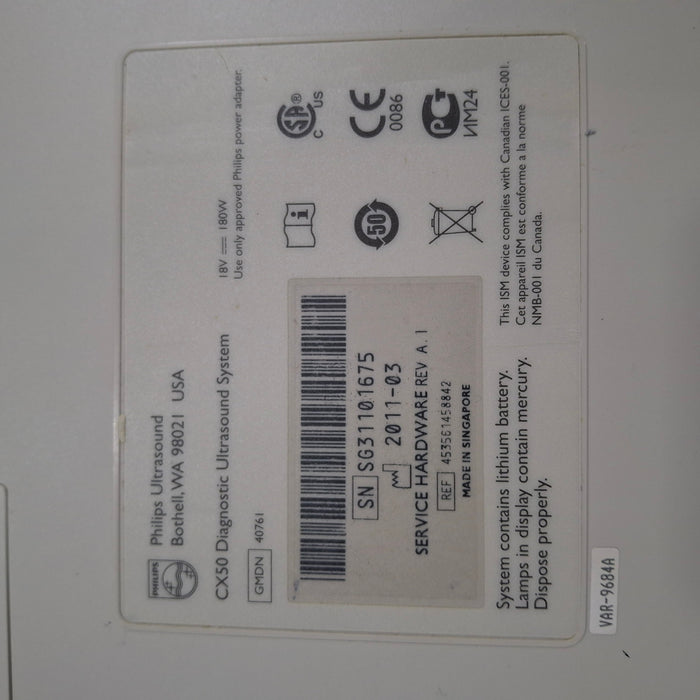 PHILIPS
Philips Ultrasound
Bothell, WA 98021 USA
CX50 Diagnostic Ultrasound System
GMDN 40761
18V ⎓ 180W
Use only approved Philips power adapter.
SA®
C US
CE
0086
PCT
ИМ24
i
50
SN SG31101675
2011-03
SERVICE HARDWARE REV A.1
REF 453561458842
MADE IN SINGAPORE
System contains lithium battery.
Lamps in display contain mercury.
Dispose properly.
This ISM device complies with Canadian ICES-001.
Cet appareil ISM est conforme a la norme
NMB-001 du Canada.
VAR-9684A